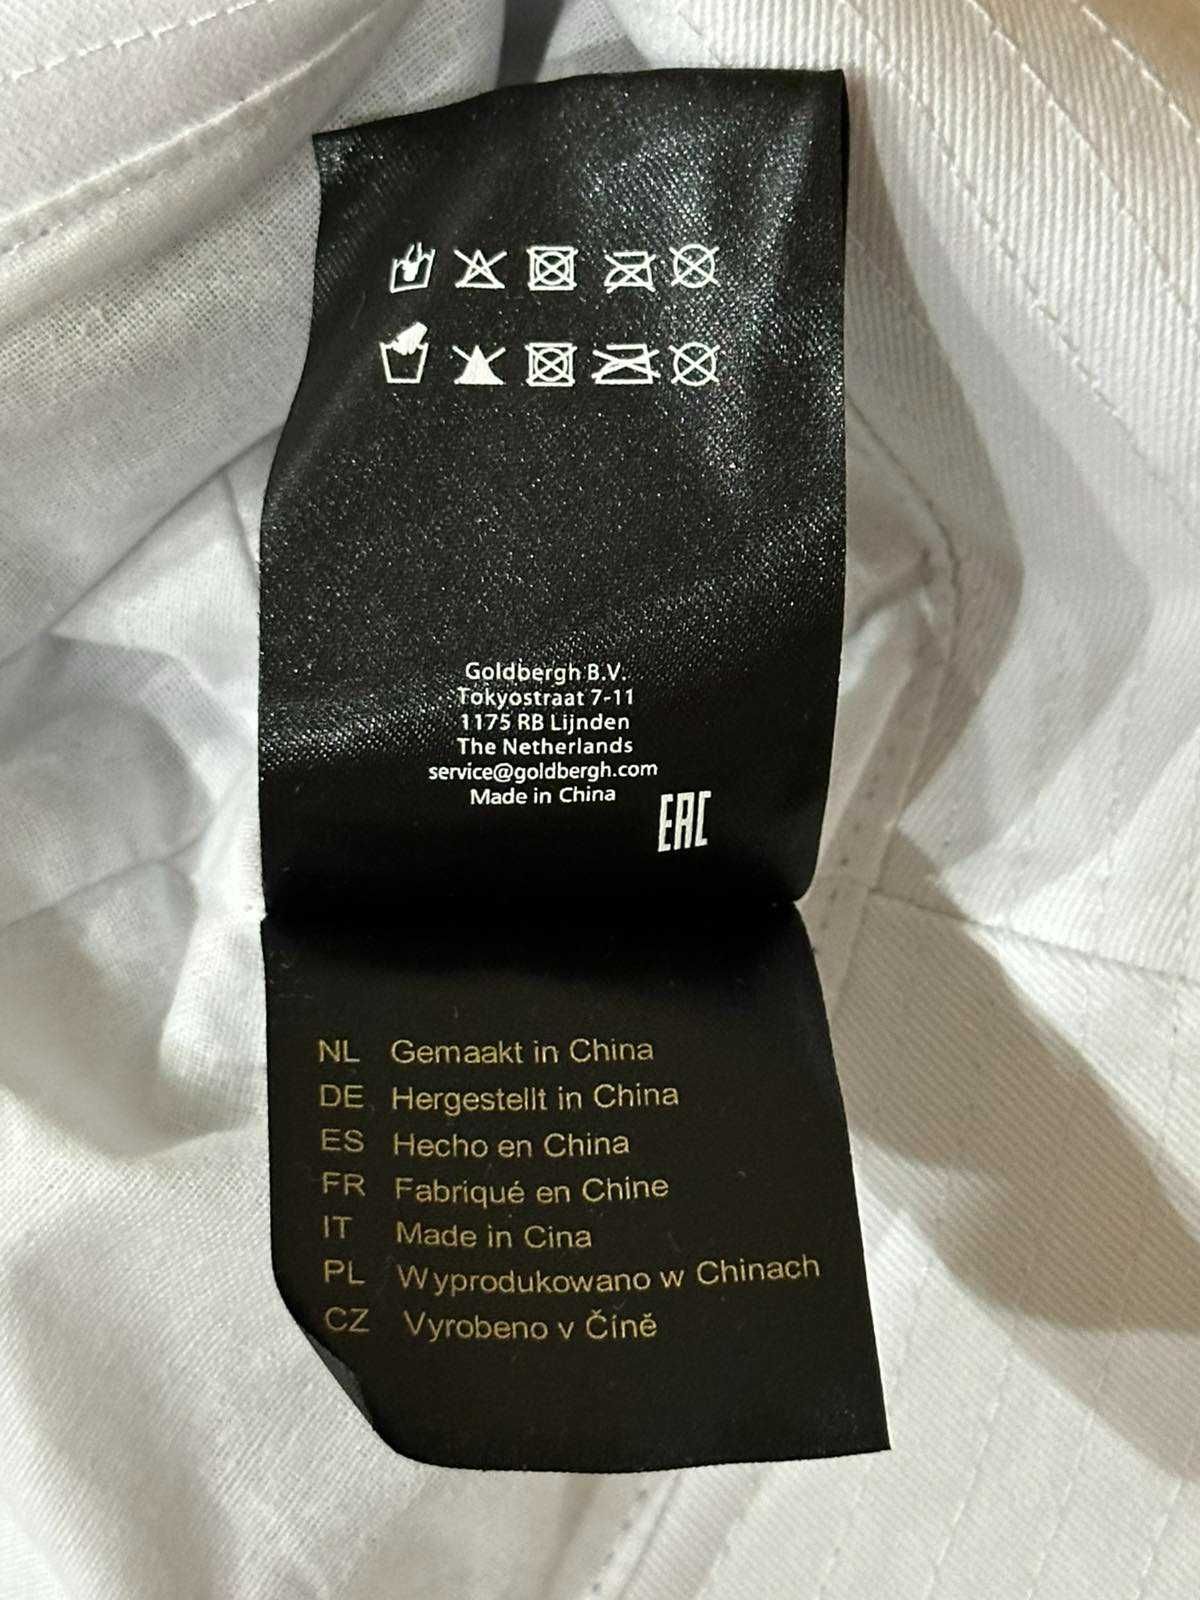 Goldbergh B.V.
Tokyostraat 7-11
1175 RB Lijnden
The Netherlands
service@goldbergh.com
Made in China
EAC
NL Gemaakt in China
DE Hergestellt in China
ES Hecho en China
FR Fabriqué en Chine
IT Made in Cina
PL Wyprodukowano w Chinach
CZ Vyrobeno v Číně